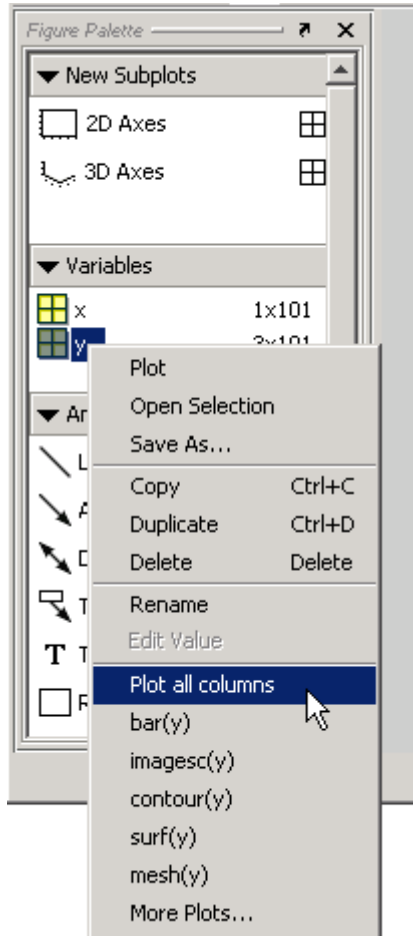 Figure Palette
New Subplots
2D Axes
3D Axes
Variables
x 1x101
y 3x101
Plot
Open Selection
Save As...
Copy Ctrl+C
Duplicate Ctrl+D
Delete Delete
Rename
Edit Value
Plot all columns
bar(y)
imagesc(y)
contour(y)
surf(y)
mesh(y)
More Plots...
T